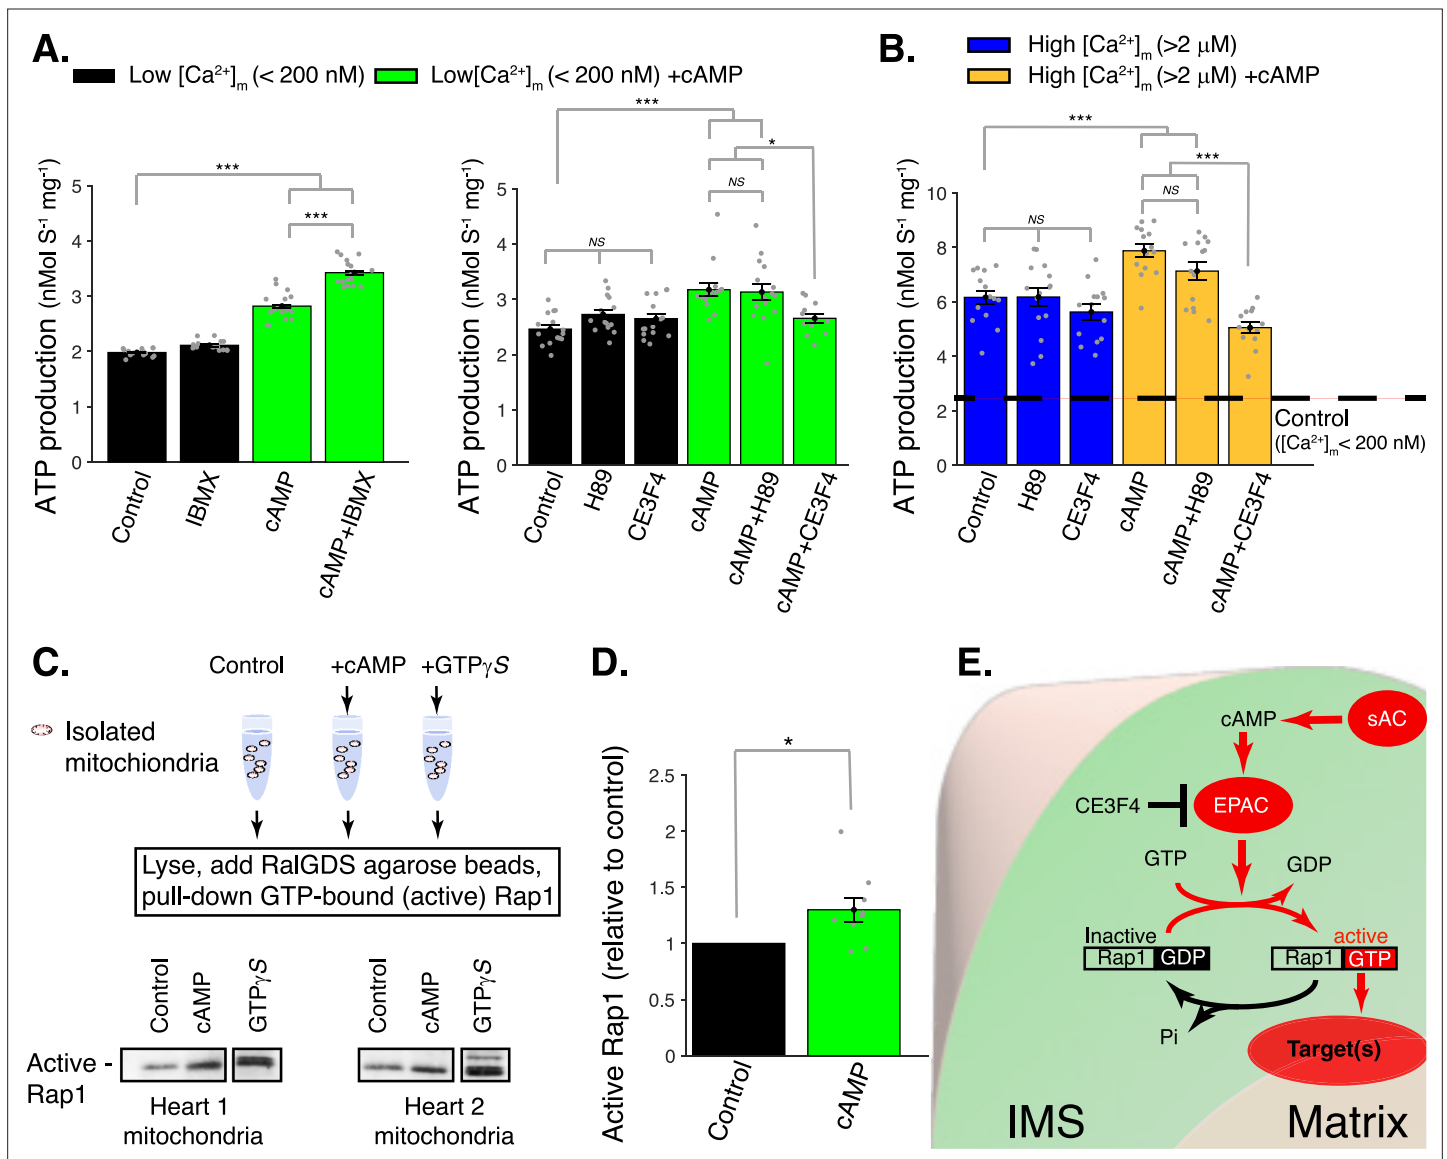 A.
Low [Ca²⁺]ₘ (< 200 nM)
Low[Ca²⁺]ₘ (< 200 nM) +cAMP
ATP production (nMol S⁻¹ mg⁻¹)
5
4
3
2
1
0
***
***
Control
IBMX
cAMP
cAMP+IBMX
ATP production (nMol S⁻¹ mg⁻¹)
5
4
3
2
1
0
***
*
NS
NS
Control
H89
CE3F4
cAMP
cAMP+H89
cAMP+CE3F4
B.
High [Ca²⁺]ₘ (>2 μM)
High [Ca²⁺]ₘ (>2 μM) +cAMP
ATP production (nMol S⁻¹ mg⁻¹)
10
8
6
4
2
0
***
***
NS
NS
Control
([Ca²⁺]ₘ< 200 nM)
Control
H89
CE3F4
cAMP
cAMP+H89
cAMP+CE3F4
C.
Control
+cAMP
+GTPγS
Isolated
mitochiondria
Lyse, add RalGDS agarose beads,
pull-down GTP-bound (active) Rap1
Control
cAMP
GTPγS
Control
cAMP
GTPγS
Active -
Rap1
Heart 1
mitochondria
Heart 2
mitochondria
D.
Active Rap1 (relative to control)
2.5
2
1.5
1
0.5
0
*
Control
cAMP
E.
cAMP
sAC
CE3F4
EPAC
GTP
GDP
Inactive
Rap1
GDP
active
Rap1
GTP
Pi
Target(s)
IMS
Matrix